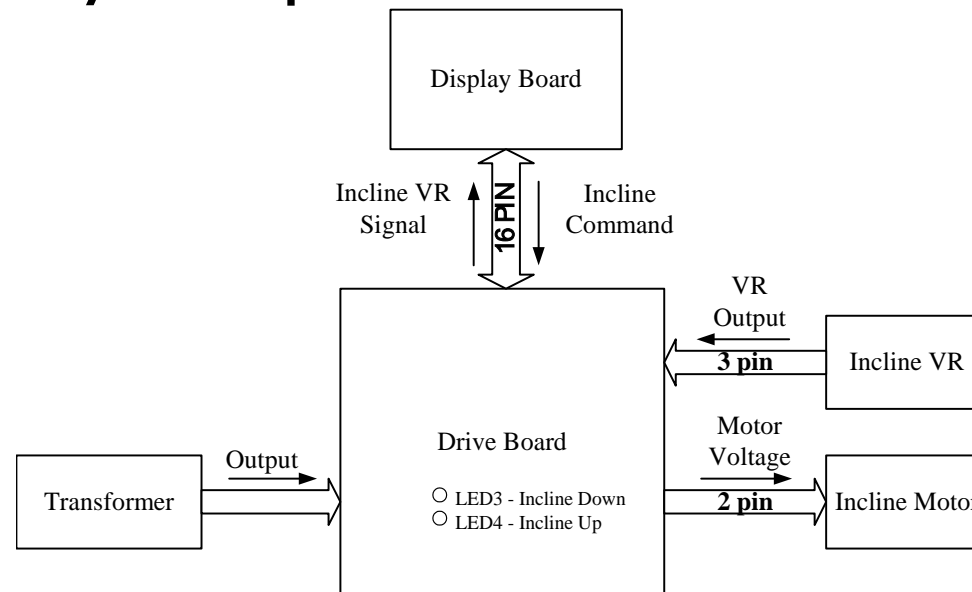 Display Board
Incline VR
Signal
16 PIN
Incline
Command
VR
Output
3 pin
Incline VR
Drive Board
Motor
Voltage
2 pin
Incline Motor
Output
Transformer
LED3 - Incline Down
LED4 - Incline Up